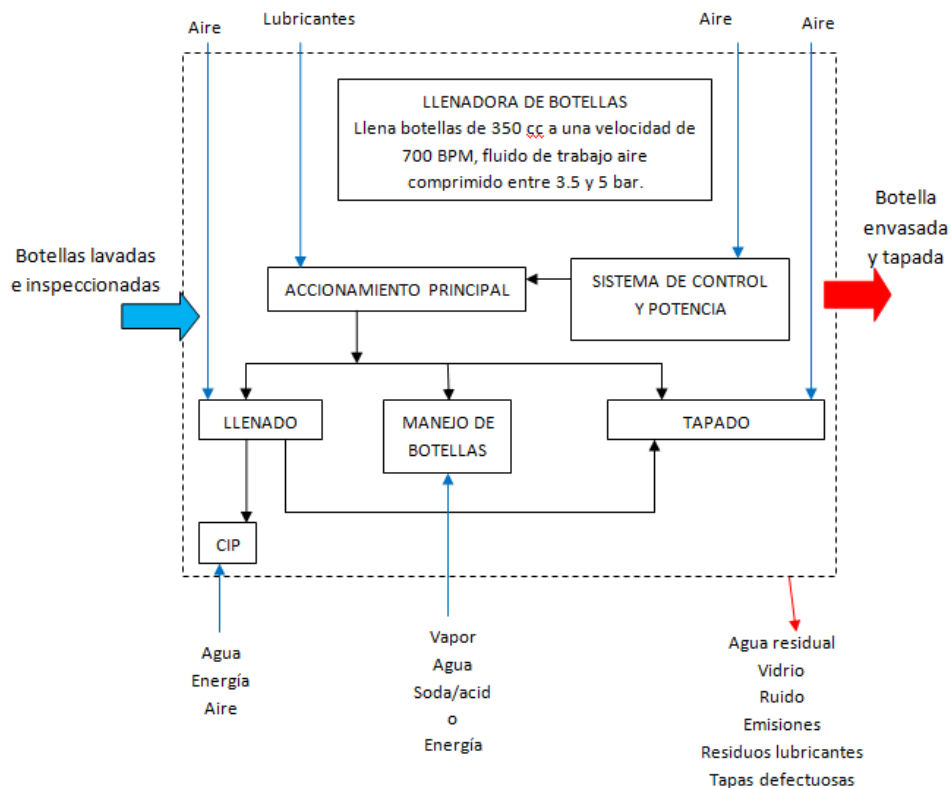 Aire
Lubricantes
Aire
Aire
LLENADORA DE BOTELLAS
Llena botellas de 350 cc a una velocidad de
700 BPM, fluido de trabajo aire
comprimido entre 3.5 y 5 bar.
Botellas lavadas
e inspeccionadas
Botella
envasada
y tapada
ACCIONAMIENTO PRINCIPAL
SISTEMA DE CONTROL
Y POTENCIA
LLENADO
MANEJO DE
BOTELLAS
TAPADO
CIP
Agua
Energía
Aire
Vapor
Agua
Soda/acid
o
Energía
Agua residual
Vidrio
Ruido
Emisiones
Residuos lubricantes
Tapas defectuosas